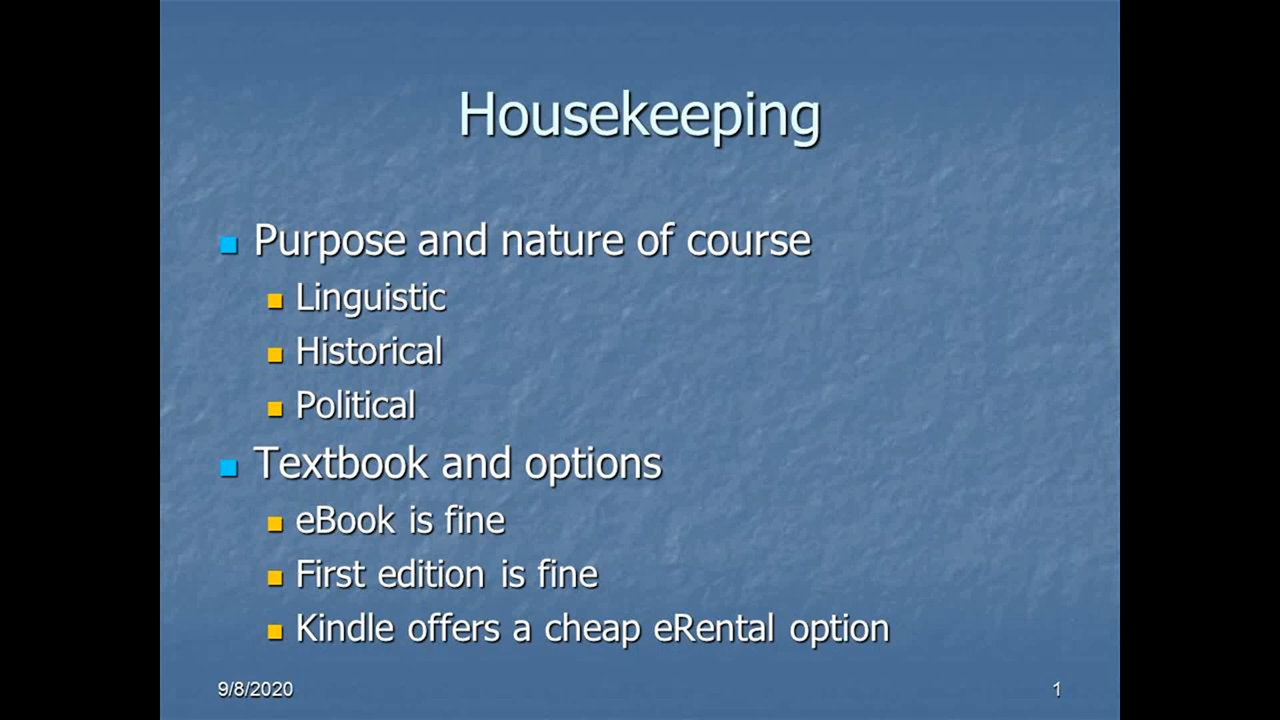 Housekeeping
Purpose and nature of course
Linguistic
Historical
Political
Textbook and options
eBook is fine
First edition is fine
Kindle offers a cheap eRental option
9/8/2020
1